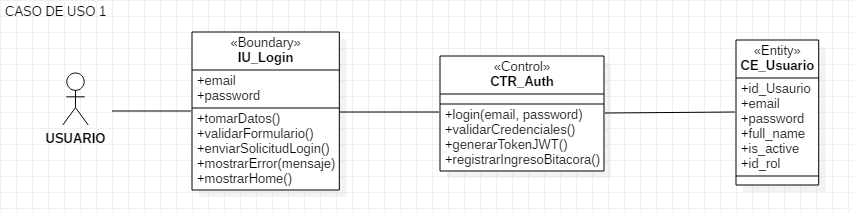 CASO DE USO 1
USUARIO
«Boundary»
IU_Login
+email
+password
+tomarDatos()
+validarFormulario()
+enviarSolicitudLogin()
+mostrarError(mensaje)
+mostrarHome()
«Control»
CTR_Auth
+login(email, password)
+validarCredenciales()
+generarTokenJWT()
+registrarIngresoBitacora()
«Entity»
CE_Usuario
+id_Usaurio
+email
+password
+full_name
+is_active
+id_rol